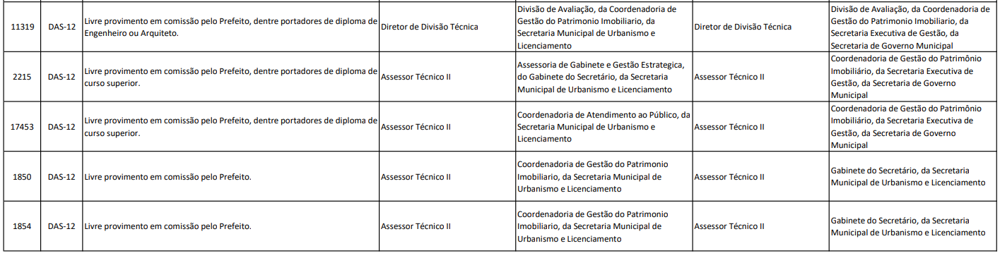 11319
DAS-12
Livre provimento em comissão pelo Prefeito, dentre portadores de diploma de
Engenheiro ou Arquiteto.
Diretor de Divisão Técnica
Divisão de Avaliação, da Coordenadoria de
Gestão do Patrimonio Imobiliario, da
Secretaria Municipal de Urbanismo e
Licenciamento
Diretor de Divisão Técnica
Divisão de Avaliação, da Coordenadoria de
Gestão do Patrimonio Imobiliario, da
Secretaria Executiva de Gestão, da
Secretaria de Governo Municipal
2215
DAS-12
Livre provimento em comissão pelo Prefeito, dentre portadores de diploma de
curso superior.
Assessor Técnico II
Assessoria de Gabinete e Gestão Estrategica,
do Gabinete do Secretário, da Secretaria
Municipal de Urbanismo e Licenciamento
Assessor Técnico II
Coordenadoria de Gestão do Patrimônio
Imobiliário, da Secretaria Executiva de
Gestão, da Secretaria de Governo
Municipal
17453
DAS-12
Livre provimento em comissão pelo Prefeito, dentre portadores de diploma de
curso superior.
Assessor Técnico II
Coordenadoria de Atendimento ao Público, da
Secretaria Municipal de Urbanismo e
Licenciamento
Assessor Técnico II
Coordenadoria de Gestão do Patrimônio
Imobiliário, da Secretaria Executiva de
Gestão, da Secretaria de Governo
Municipal
1850
DAS-12
Livre provimento em comissão pelo Prefeito.
Assessor Técnico II
Coordenadoria de Gestão do Patrimonio
Imobiliario, da Secretaria Municipal de
Urbanismo e Licenciamento
Assessor Técnico II
Gabinete do Secretário, da Secretaria
Municipal de Urbanismo e Licenciamento
1854
DAS-12
Livre provimento em comissão pelo Prefeito.
Assessor Técnico II
Coordenadoria de Gestão do Patrimonio
Imobiliario, da Secretaria Municipal de
Urbanismo e Licenciamento
Assessor Técnico II
Gabinete do Secretário, da Secretaria
Municipal de Urbanismo e Licenciamento